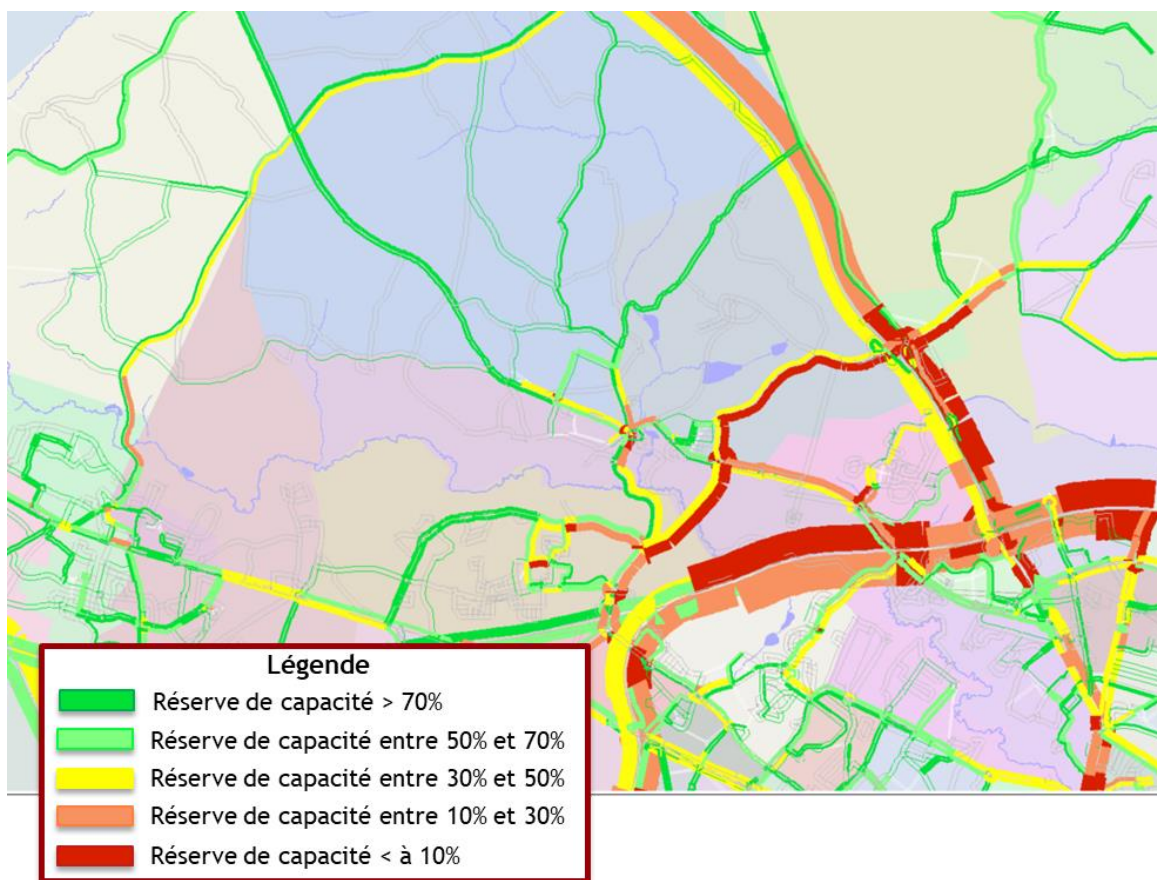 Légende
Réserve de capacité > 70%
Réserve de capacité entre 50% et 70%
Réserve de capacité entre 30% et 50%
Réserve de capacité entre 10% et 30%
Réserve de capacité < à 10%